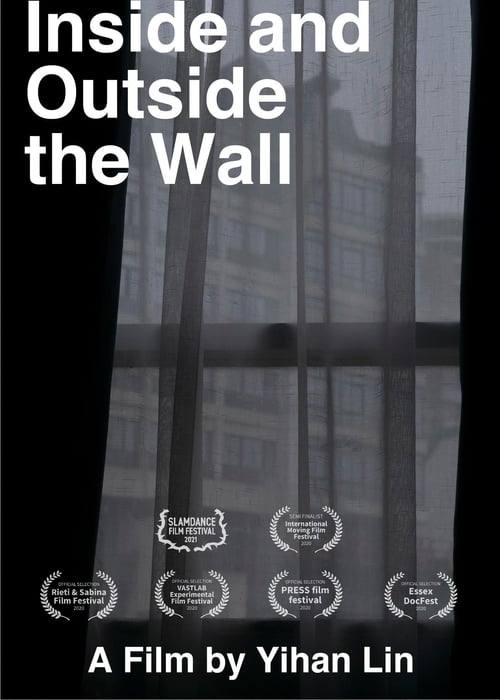 Inside and
Outside
the Wall
SLAMDANCE
FILM FESTIVAL
2021
SEMI FINALIST
International
Moving Film
Festival
2020
OFFICIAL SELECTION
Rieti & Sabina
Film Festival
2020
OFFICIAL SELECTION
VASTLAB
Experimental
Film Festival
2020
OFFICIAL SELECTION
PRESS film
festival
2020
OFFICIAL SELECTION
Essex
DocFest
2020
A Film by Yihan Lin